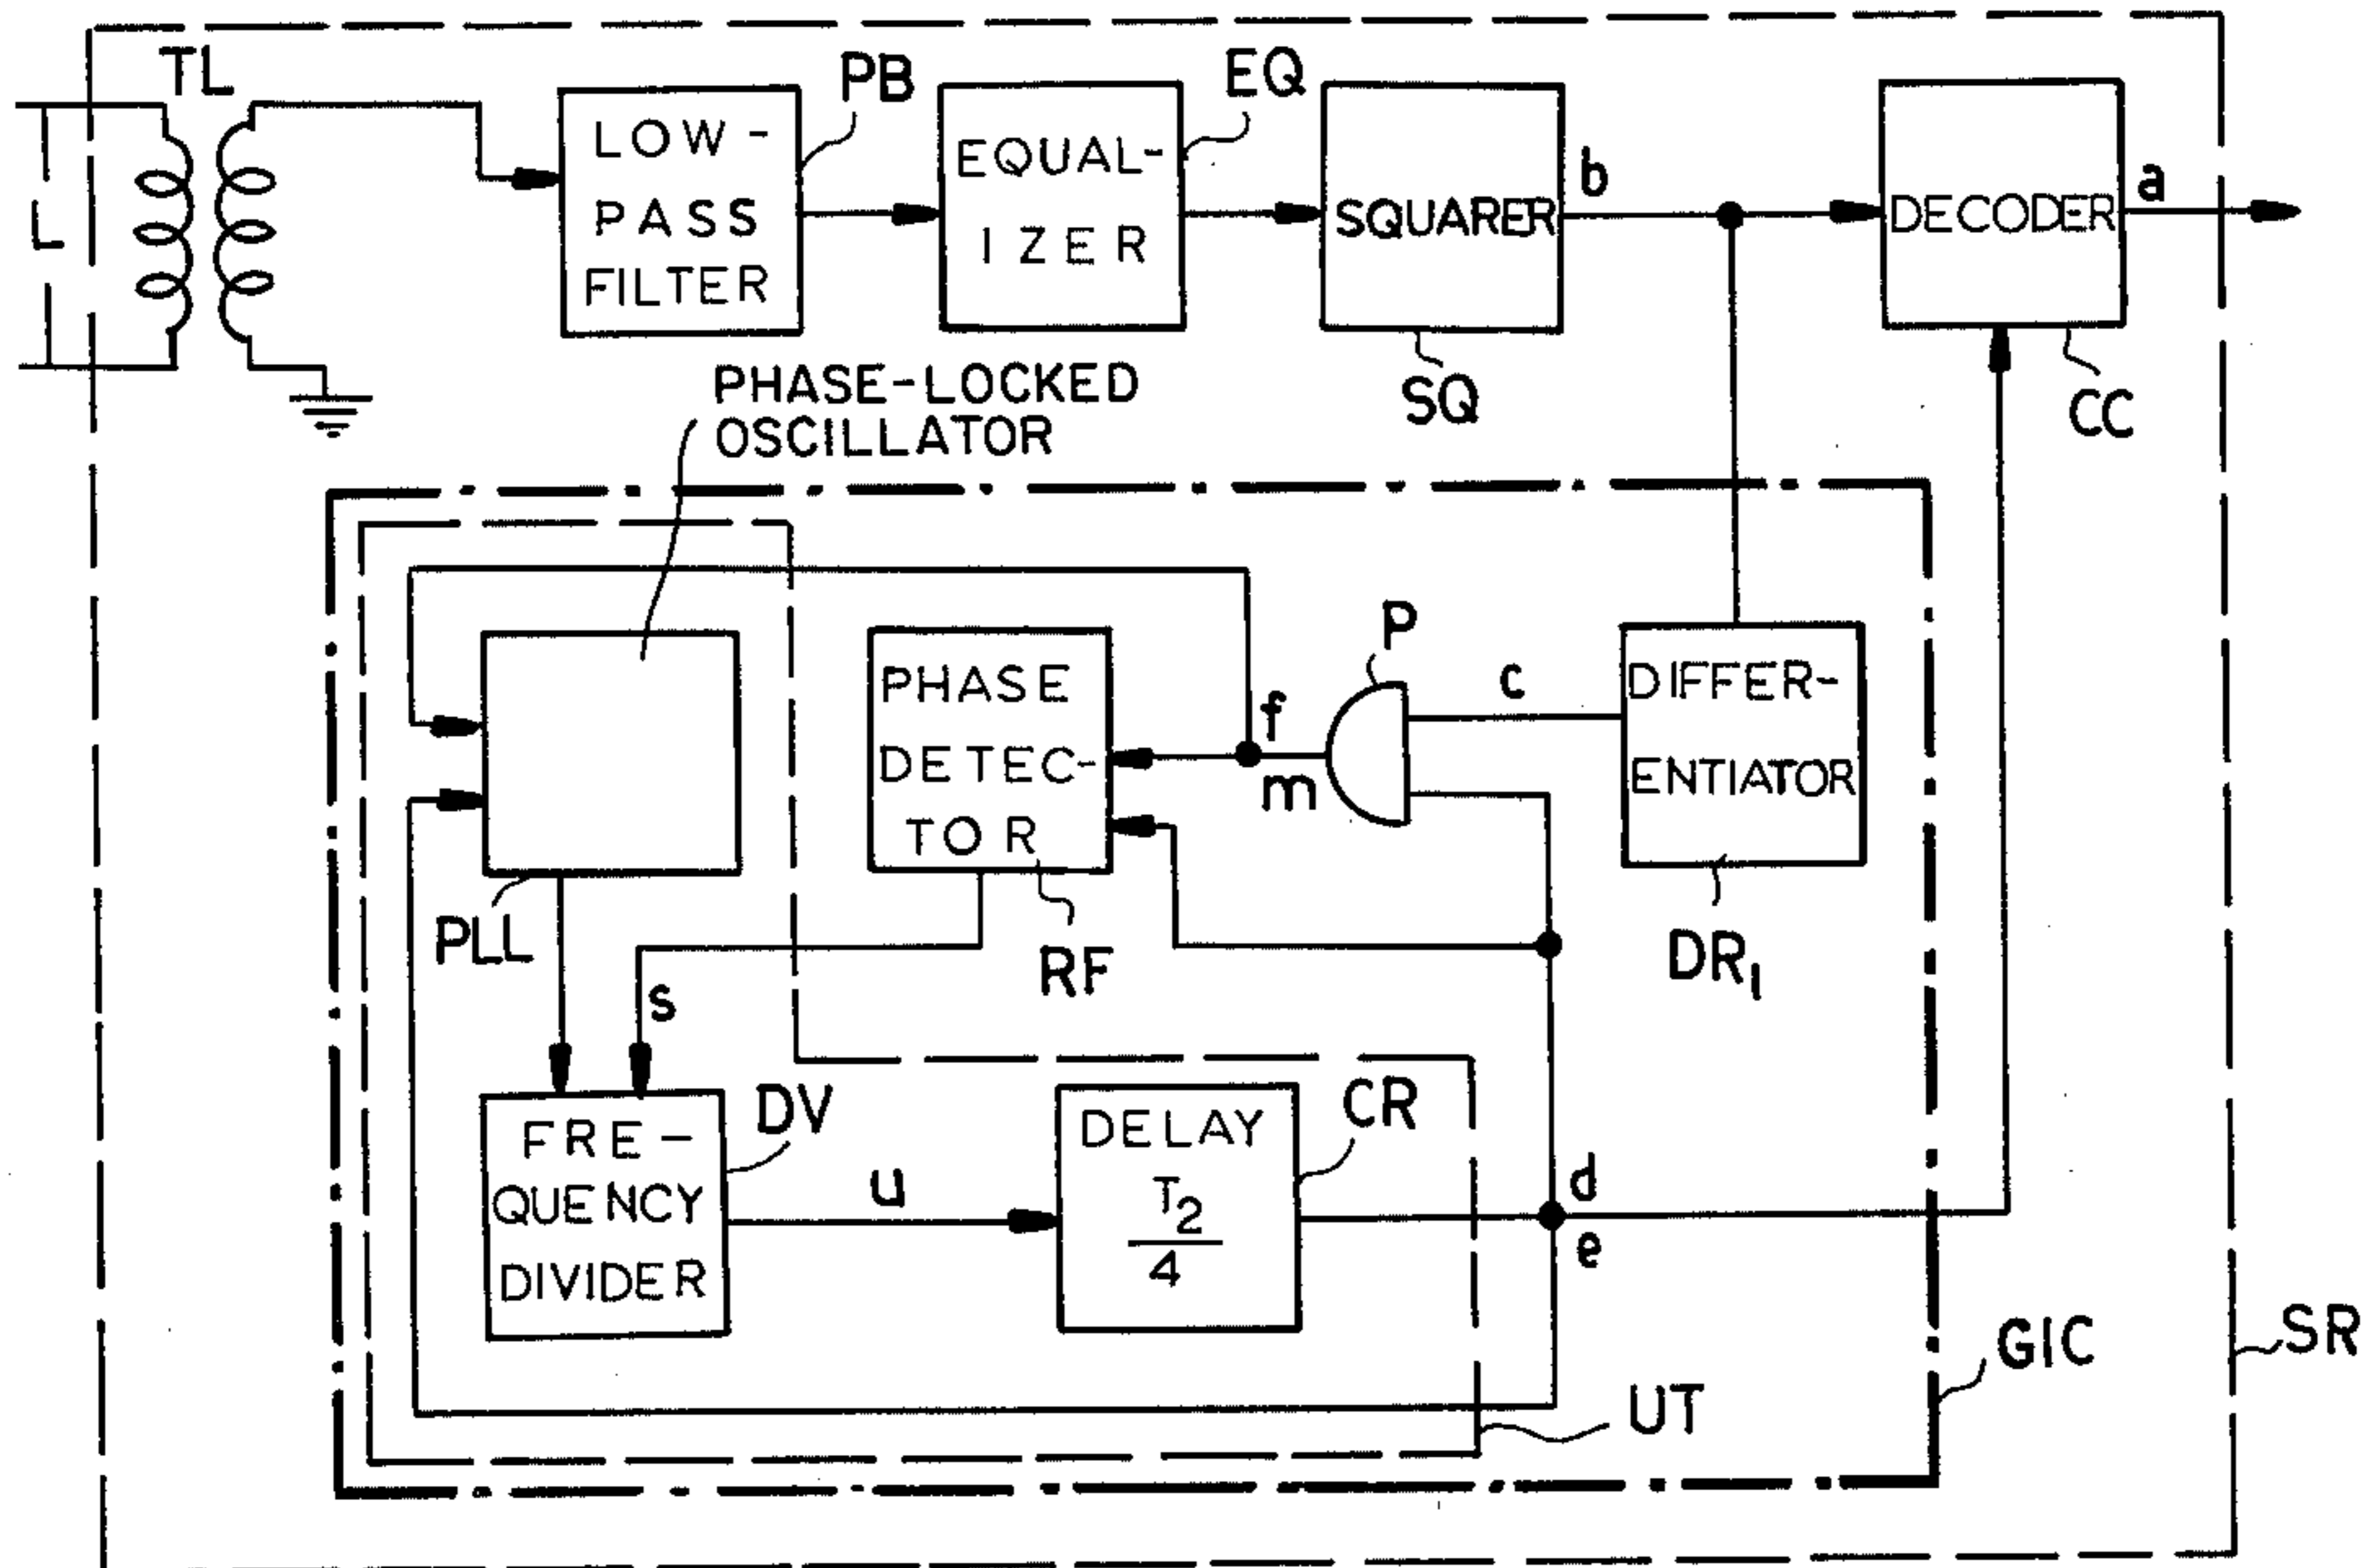 TL
L
LOW-
PASS
FILTER
PB
EQUAL-
IZER
EQ
SQUARER
SQ
b
DECODER
CC
a
PHASE-LOCKED
OSCILLATOR
PLL
PHASE
DETEC-
TOR
RF
f
m
P
c
DIFFER-
ENTIATOR
DR1
s
FRE-
QUENCY
DIVIDER
DV
u
DELAY
T2
4
CR
d
e
UT
GIC
SR